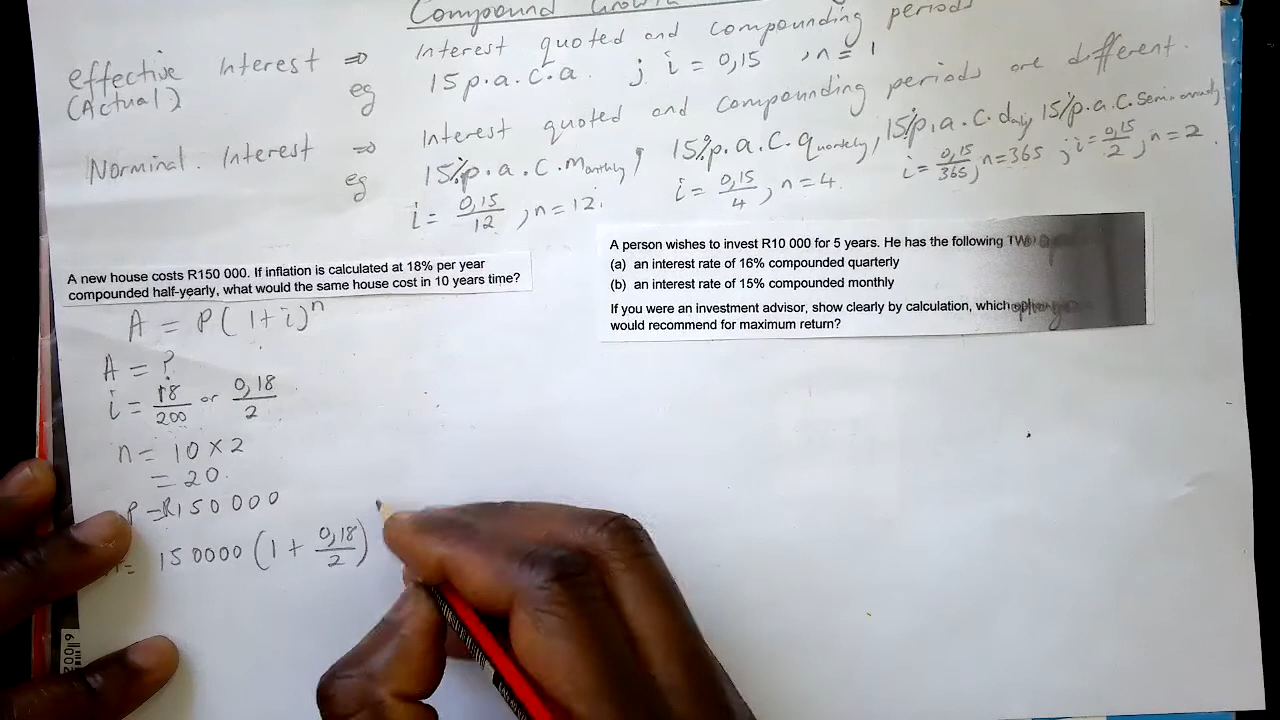 Compound Growth
effective Interest ⇒ Interest quoted and compounding periods
(Actual) eg 15 p.a.c.a. ; i = 0,15 , n = 1
Norminal. Interest ⇒ Interest quoted and compounding periods are different.
eg 15% p.a.c. monthly, 15% p.a.c. quarterly, 15% p.a.c. daily, 15% p.a.c. semi-annualy
i = 0,15/12 , n = 12. i = 0,15/4 , n = 4. i = 0,15/365 , n = 365 ; i = 0,15/2 , n = 2.
A new house costs R150 000. If inflation is calculated at 18% per year
compounded half-yearly, what would the same house cost in 10 years time?
A = P(1+i)^n
A = ?
i = 18/200 or 0,18/2
n = 10 × 2
= 20.
P = R150 000
= 150000 (1 + 0,18/2)
A person wishes to invest R10 000 for 5 years. He has the following TWO
(a) an interest rate of 16% compounded quarterly
(b) an interest rate of 15% compounded monthly
If you were an investment advisor, show clearly by calculation, which option
would recommend for maximum return?